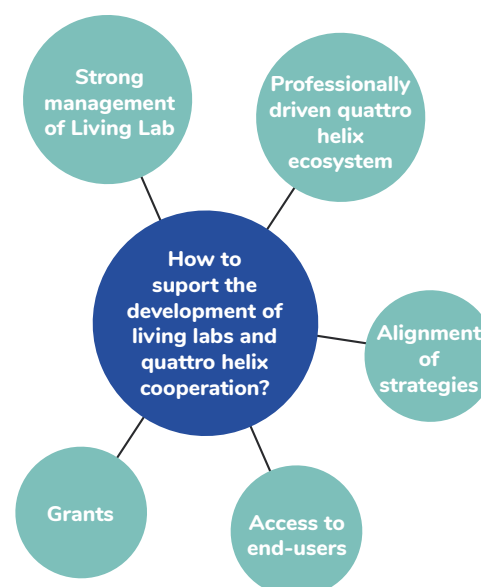 Strong
management
of Living Lab
Professionally
driven quattro
helix
ecosystem
How to
suport the
development of
living labs and
quattro helix
cooperation?
Alignment
of
strategies
Grants
Access to
end-users